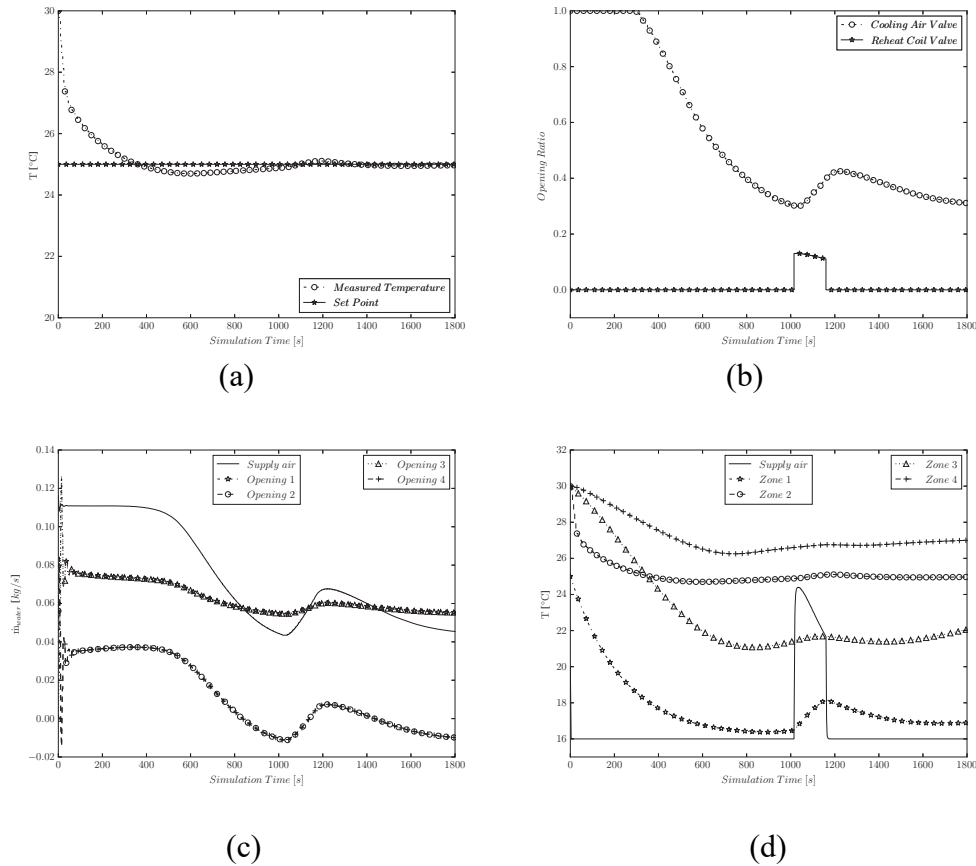 30
28
26
24
22
20
T [°C]
0 200 400 600 800 1000 1200 1400 1600 1800
Simulation Time [s]
Measured Temperature
Set Point
(a)
1.0
0.8
0.6
0.4
0.2
0.0
Opening Ratio
0 200 400 600 800 1000 1200 1400 1600 1800
Simulation Time [s]
Cooling Air Valve
Reheat Coil Valve
(b)
0.14
0.12
0.10
0.08
0.06
0.04
0.02
0.00
−0.02
ṁwater [kg/s]
0 200 400 600 800 1000 1200 1400 1600 1800
Simulation Time [s]
Supply air
Opening 1
Opening 2
Opening 3
Opening 4
(c)
32
30
28
26
24
22
20
18
16
14
T [°C]
0 200 400 600 800 1000 1200 1400 1600 1800
Simulation Time [s]
Supply air
Zone 1
Zone 2
Zone 3
Zone 4
(d)